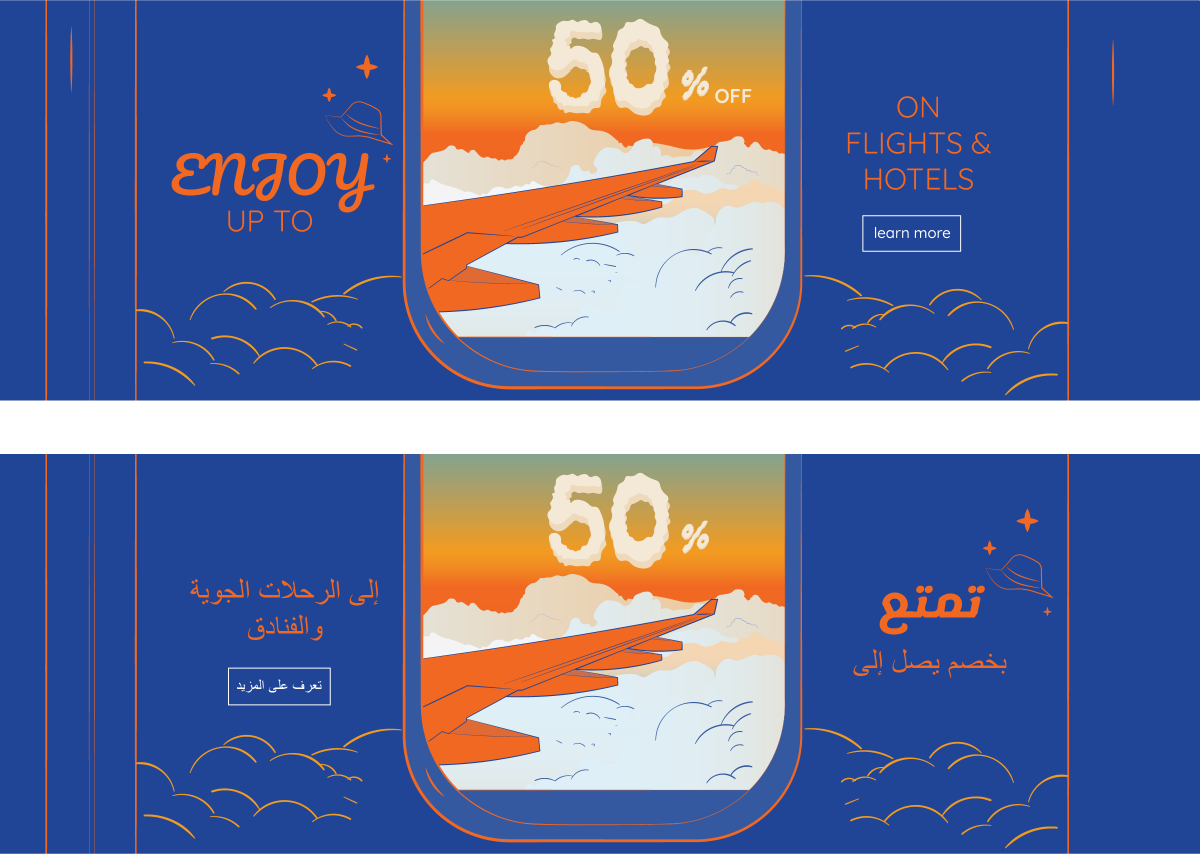 ENJOY
UP TO
50% OFF
ON
FLIGHTS &
HOTELS
learn more
تمتع
بخصم يصل إلى
50%
إلى الرحلات الجوية
والفنادق
تعرف على المزيد